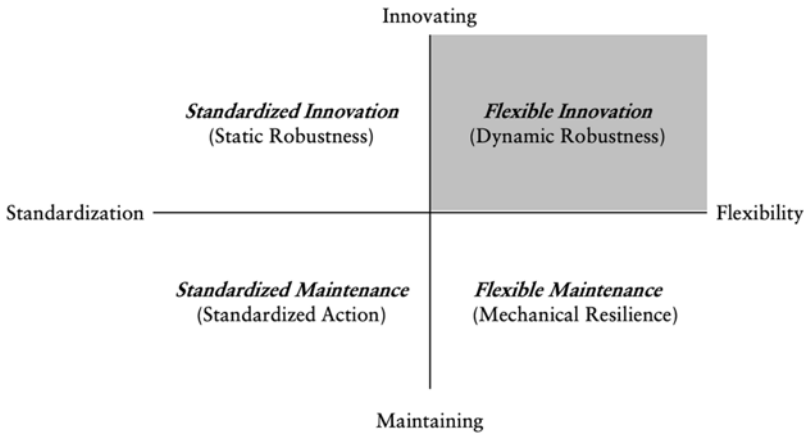 Innovating
Standardized Innovation
(Static Robustness)
Flexible Innovation
(Dynamic Robustness)
Standardization
Flexibility
Standardized Maintenance
(Standardized Action)
Flexible Maintenance
(Mechanical Resilience)
Maintaining